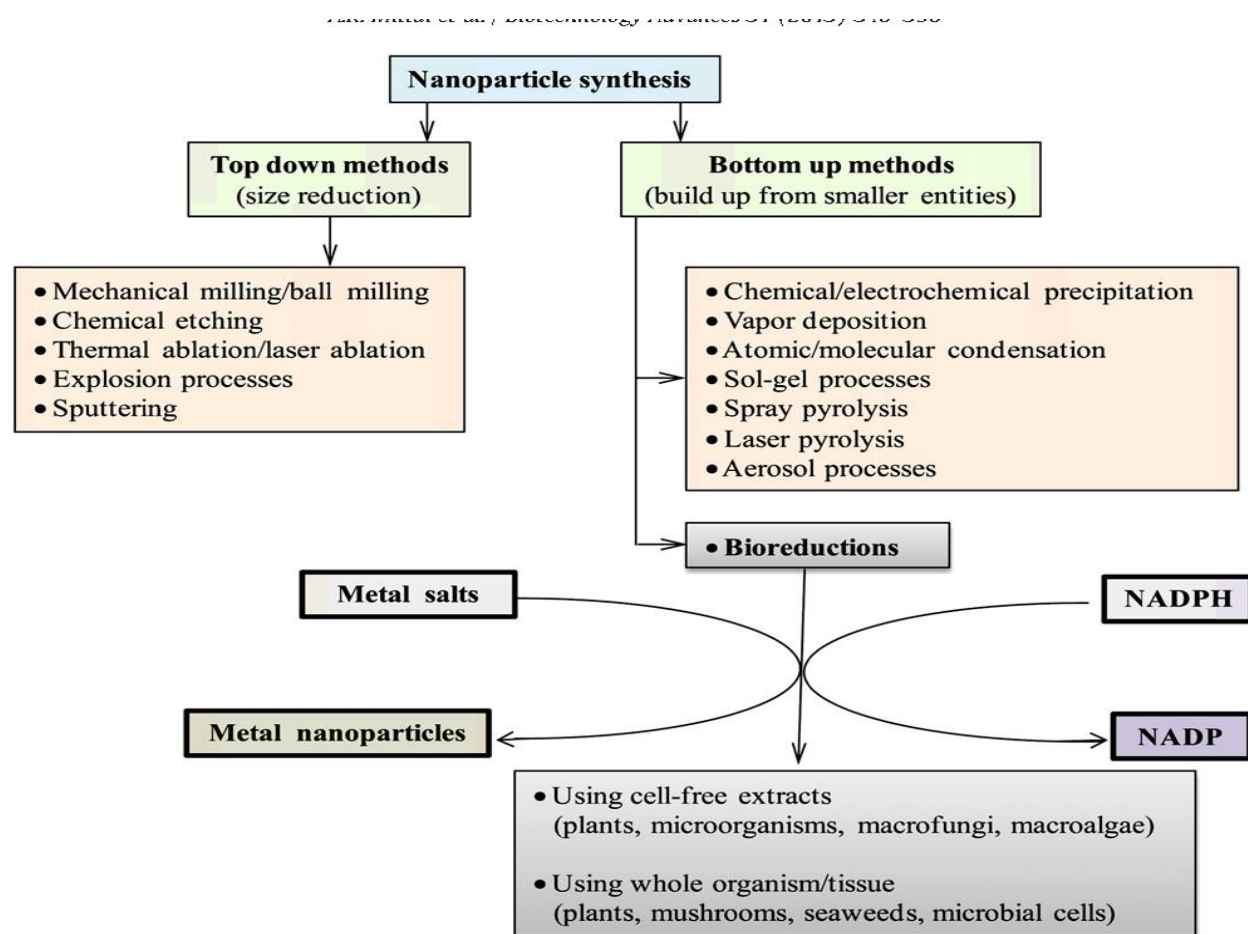 Nanoparticle synthesis
Top down methods
(size reduction)
Bottom up methods
(build up from smaller entities)
• Mechanical milling/ball milling
• Chemical etching
• Thermal ablation/laser ablation
• Explosion processes
• Sputtering
• Chemical/electrochemical precipitation
• Vapor deposition
• Atomic/molecular condensation
• Sol-gel processes
• Spray pyrolysis
• Laser pyrolysis
• Aerosol processes
• Bioreductions
Metal salts
NADPH
Metal nanoparticles
NADP
• Using cell-free extracts
(plants, microorganisms, macrofungi, macroalgae)
• Using whole organism/tissue
(plants, mushrooms, seaweeds, microbial cells)